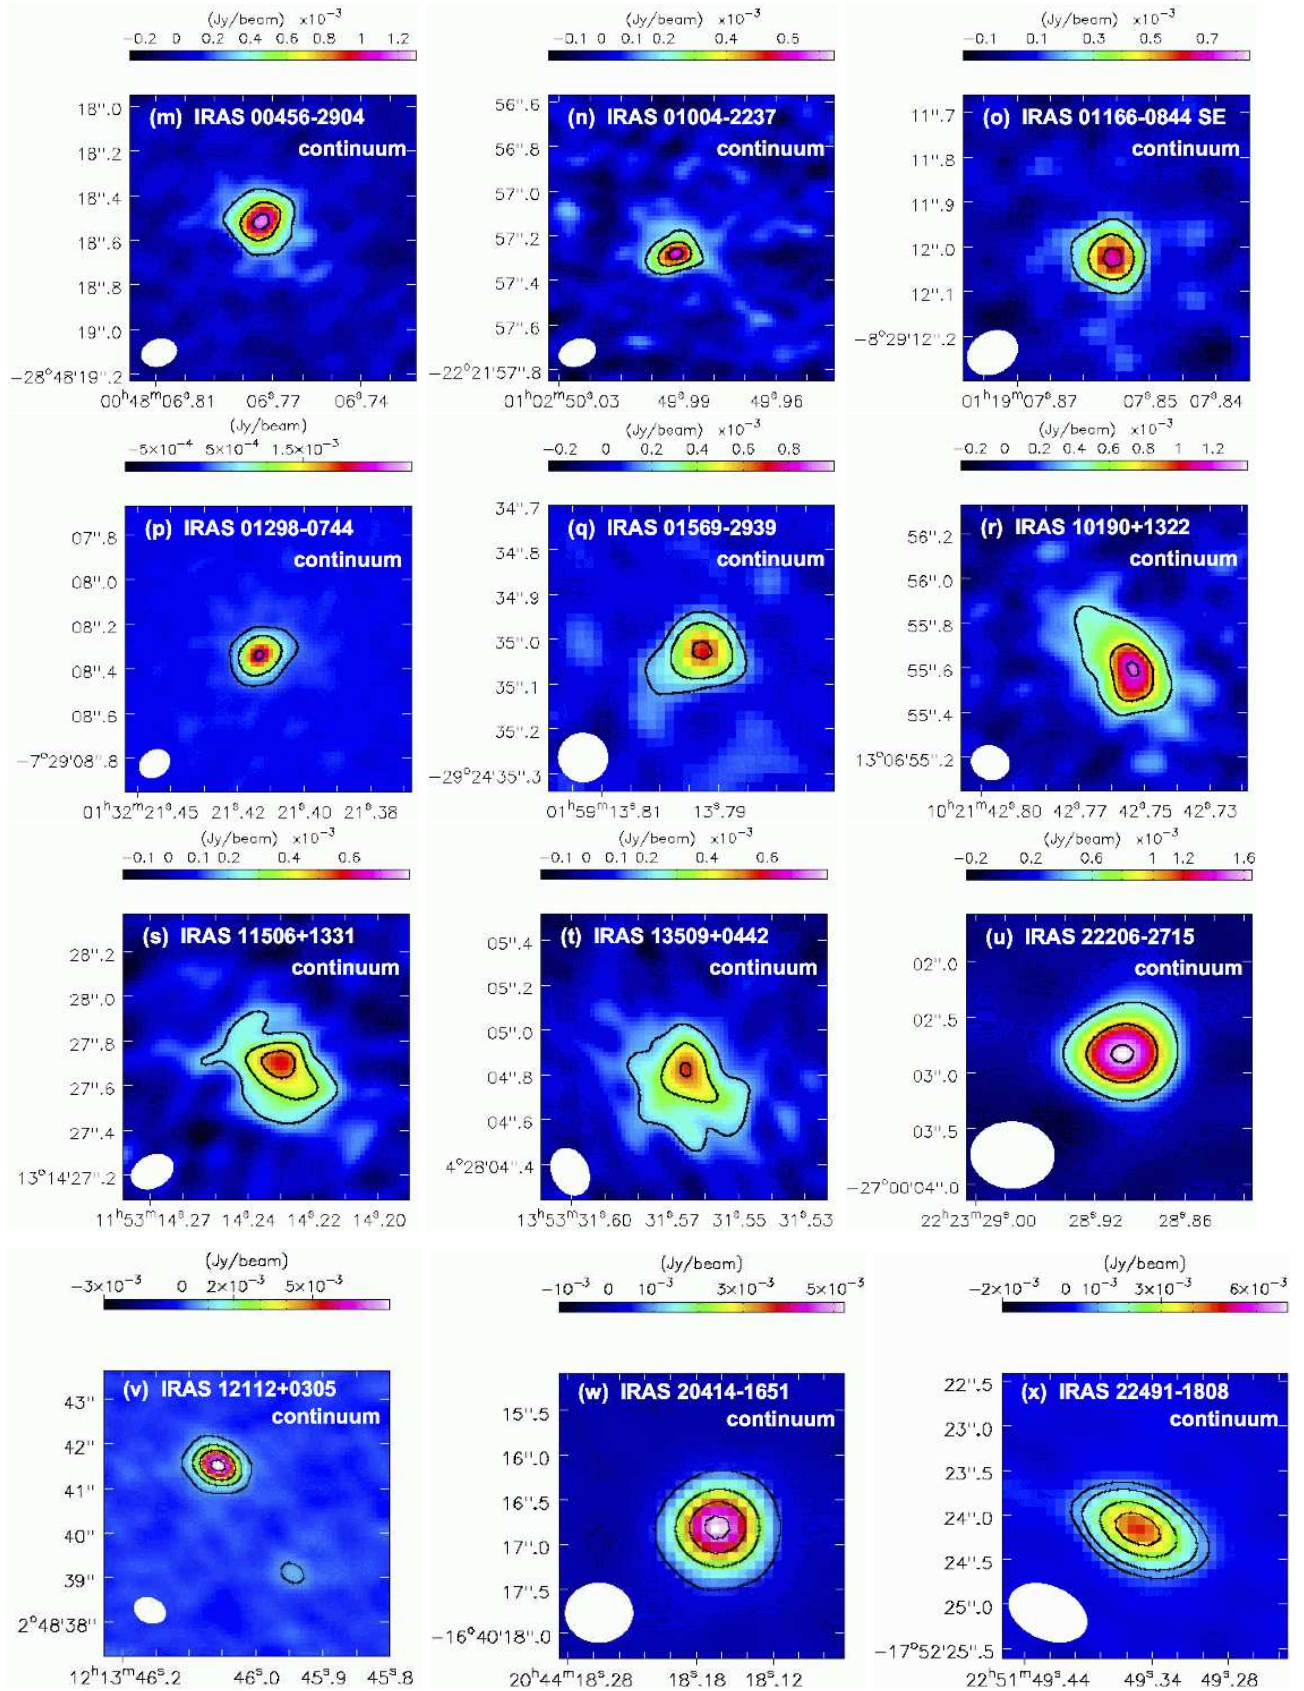 (Jy/beam) x10⁻³
−0.2 0 0.2 0.4 0.6 0.8 1 1.2
(m) IRAS 00456-2904
continuum
18".0
18".2
18".4
18".6
18".8
19".0
−28°48'19".2
00ʰ48ᵐ06ˢ.81 06ˢ.77 06ˢ.74
(Jy/beam) x10⁻³
−0.1 0 0.2 0.4 0.6
(n) IRAS 01004-2237
continuum
56".6
56".8
57".0
57".2
57".4
57".6
−22°21'57".8
01ʰ02ᵐ50ˢ.03 49ˢ.99 49ˢ.96
(Jy/beam) x10⁻³
−0.1 0.1 0.3 0.5 0.7
(o) IRAS 01166-0844 SE
continuum
11".7
11".8
11".9
12".0
12".1
−8°29'12".2
01ʰ19ᵐ07ˢ.87 07ˢ.85 07ˢ.84
(Jy/beam)
−5×10⁻⁴ 5×10⁻⁴ 1.5×10⁻³
(p) IRAS 01298-0744
continuum
07".8
08".0
08".2
08".4
08".6
−7°29'08".8
01ʰ32ᵐ21ˢ.45 21ˢ.42 21ˢ.40 21ˢ.38
(Jy/beam) x10⁻³
−0.2 0 0.2 0.4 0.6 0.8
(q) IRAS 01569-2939
continuum
34".7
34".8
34".9
35".0
35".1
35".2
−29°24'35".3
01ʰ59ᵐ13ˢ.81 13ˢ.79
(Jy/beam) x10⁻³
−0.2 0 0.2 0.4 0.6 0.8 1 1.2
(r) IRAS 10190+1322
continuum
56".2
56".0
55".8
55".6
55".4
13°06'55".2
10ʰ21ᵐ42ˢ.80 42ˢ.77 42ˢ.75 42ˢ.73
(Jy/beam) x10⁻³
−0.1 0 0.1 0.2 0.4 0.6
(s) IRAS 11506+1331
continuum
28".2
28".0
27".8
27".6
27".4
13°14'27".2
11ʰ53ᵐ14ˢ.27 14ˢ.24 14ˢ.22 14ˢ.20
(Jy/beam) x10⁻³
−0.1 0 0.1 0.2 0.4 0.6
(t) IRAS 13509+0442
continuum
05".4
05".2
05".0
04".8
04".6
4°28'04".4
13ʰ53ᵐ31ˢ.60 31ˢ.57 31ˢ.55 31ˢ.53
(Jy/beam) x10⁻³
−0.2 0.2 0.6 1 1.2 1.6
(u) IRAS 22206-2715
continuum
02".0
02".5
03".0
03".5
−27°00'04".0
22ʰ23ᵐ29ˢ.00 28ˢ.92 28ˢ.86
(Jy/beam)
−3×10⁻³ 0 2×10⁻³ 5×10⁻³
(v) IRAS 12112+0305
continuum
43"
42"
41"
40"
39"
2°48'38"
12ʰ13ᵐ46ˢ.2 46ˢ.0 45ˢ.9 45ˢ.8
(Jy/beam)
−10⁻³ 0 10⁻³ 3×10⁻³ 5×10⁻³
(w) IRAS 20414-1651
continuum
15".5
16".0
16".5
17".0
17".5
−16°40'18".0
20ʰ44ᵐ18ˢ.28 18ˢ.18 18ˢ.12
(Jy/beam)
−2×10⁻³ 0 10⁻³ 3×10⁻³ 6×10⁻³
(x) IRAS 22491-1808
continuum
22".5
23".0
23".5
24".0
24".5
25".0
−17°52'25".5
22ʰ51ᵐ49ˢ.44 49ˢ.34 49ˢ.28